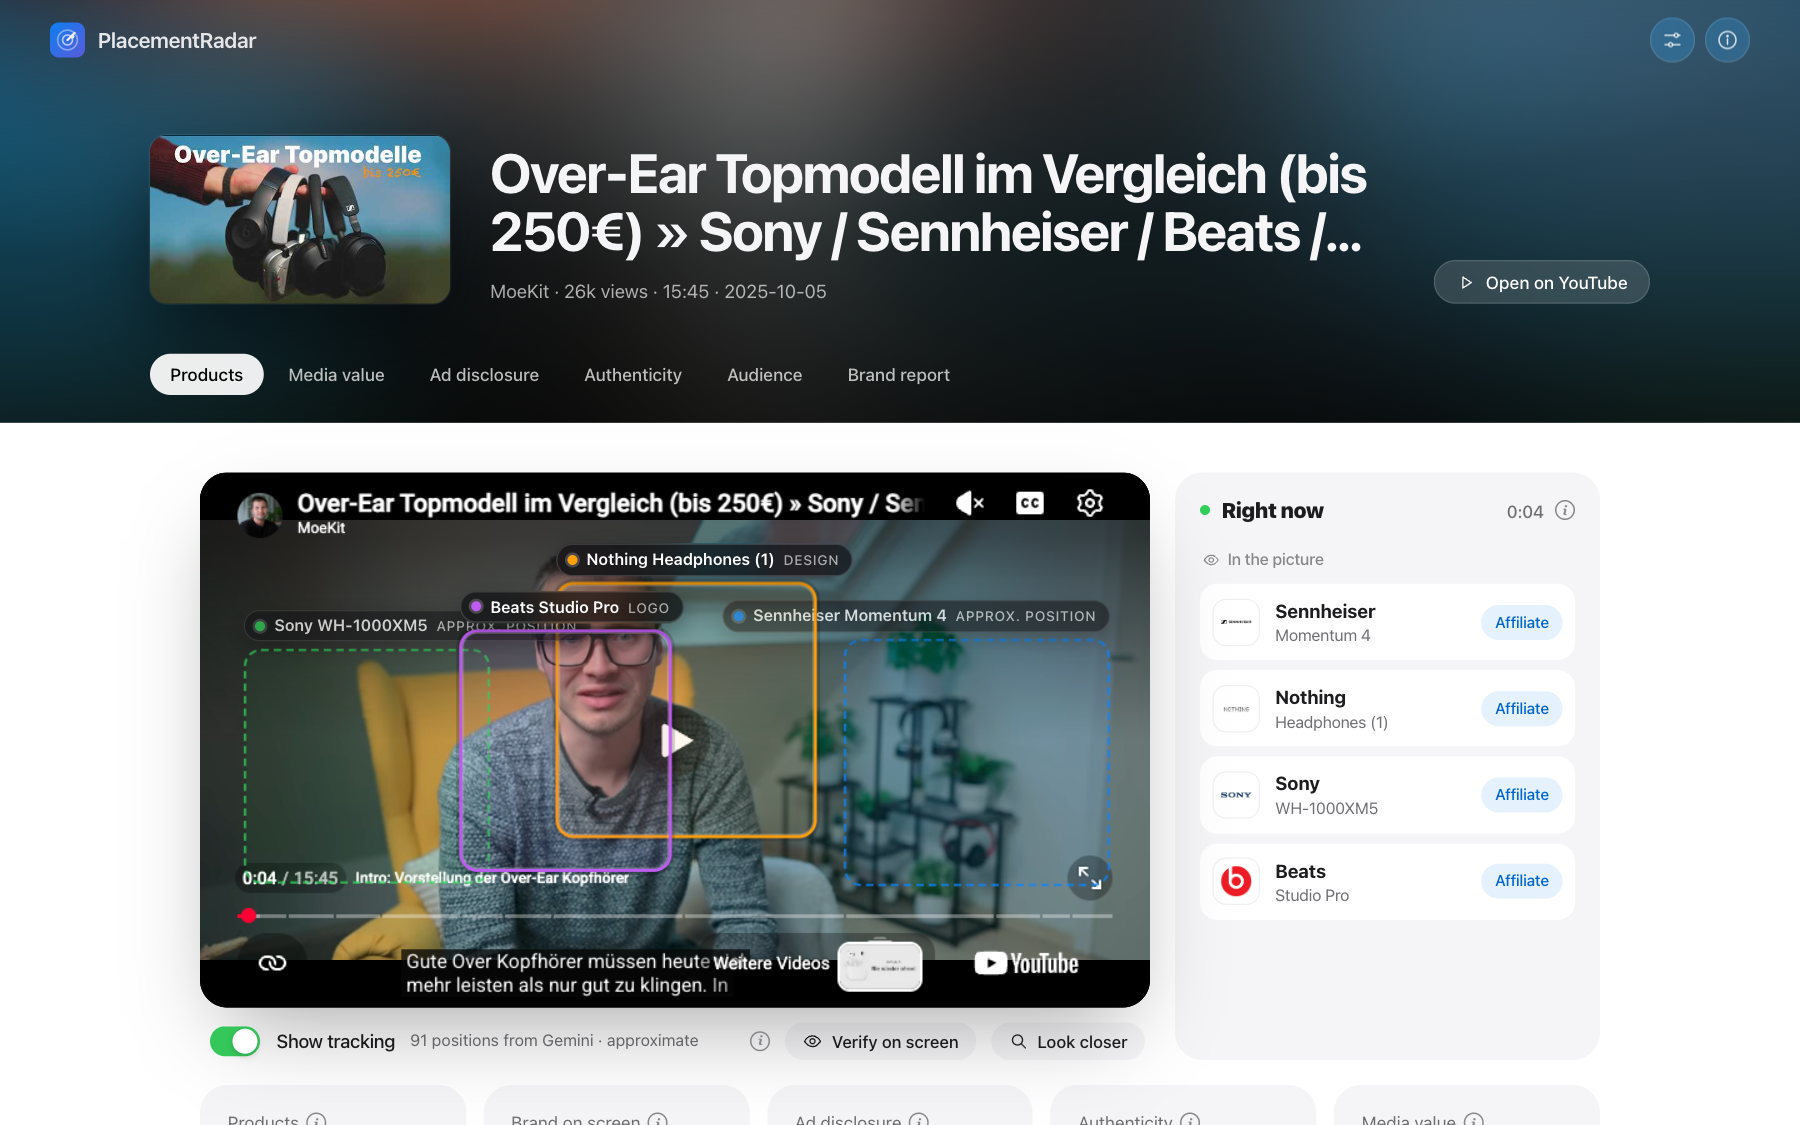 PlacementRadar
Over-Ear Topmodelle
bis 250€
Over-Ear Topmodell im Vergleich (bis
250€) » Sony / Sennheiser / Beats /...
MoeKit · 26k views · 15:45 · 2025-10-05
Open on YouTube
Products
Media value
Ad disclosure
Authenticity
Audience
Brand report
Over-Ear Topmodell im Vergleich (bis 250€) » Sony / Sen
MoeKit
CC
Nothing Headphones (1) DESIGN
Beats Studio Pro LOGO
Sony WH-1000XM5 APPROX. POSITION
Sennheiser Momentum 4 APPROX. POSITION
0:04 / 15:45 Intro: Vorstellung der Over-Ear Kopfhörer
Gute Over Kopfhörer müssen heute
mehr leisten als nur gut zu klingen. In
Weitere Videos
YouTube
Show tracking
91 positions from Gemini · approximate
Verify on screen
Look closer
Right now
0:04
In the picture
SENNHEISER
Sennheiser
Momentum 4
Affiliate
NOTHING
Nothing
Headphones (1)
Affiliate
SONY
Sony
WH-1000XM5
Affiliate
Beats
Studio Pro
Affiliate
Products
Brand on screen
Ad disclosure
Authenticity
Media value